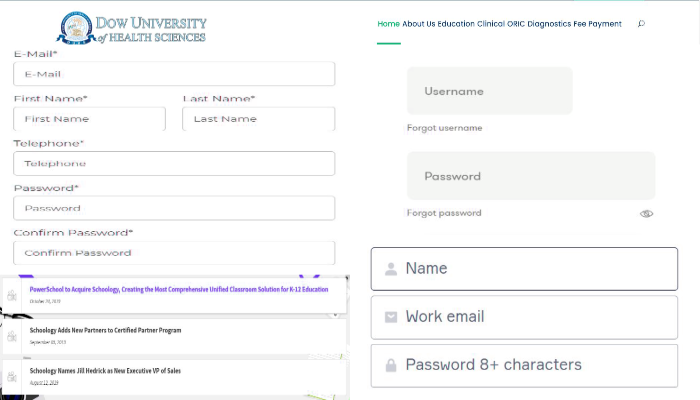 DOW UNIVERSITY
of HEALTH SCIENCES
E-Mail*
E-Mail
First Name* Last Name*
First Name Last Name
Telephone*
Telephone
Password*
Password
Confirm Password*
Confirm Password
PowerSchool to Acquire Schoology, Creating the Most Comprehensive Unified Classroom Solution for K-12 Education
Schoology Adds New Partners to Certified Partner Program
September 30, 2019
Schoology Names Jill Hedrick as New Executive VP of Sales
August 12, 2019
Home About Us Education Clinical ORIC Diagnostics Fee Payment
Username
Forgot username
Password
Forgot password
Name
Work email
Password 8+ characters